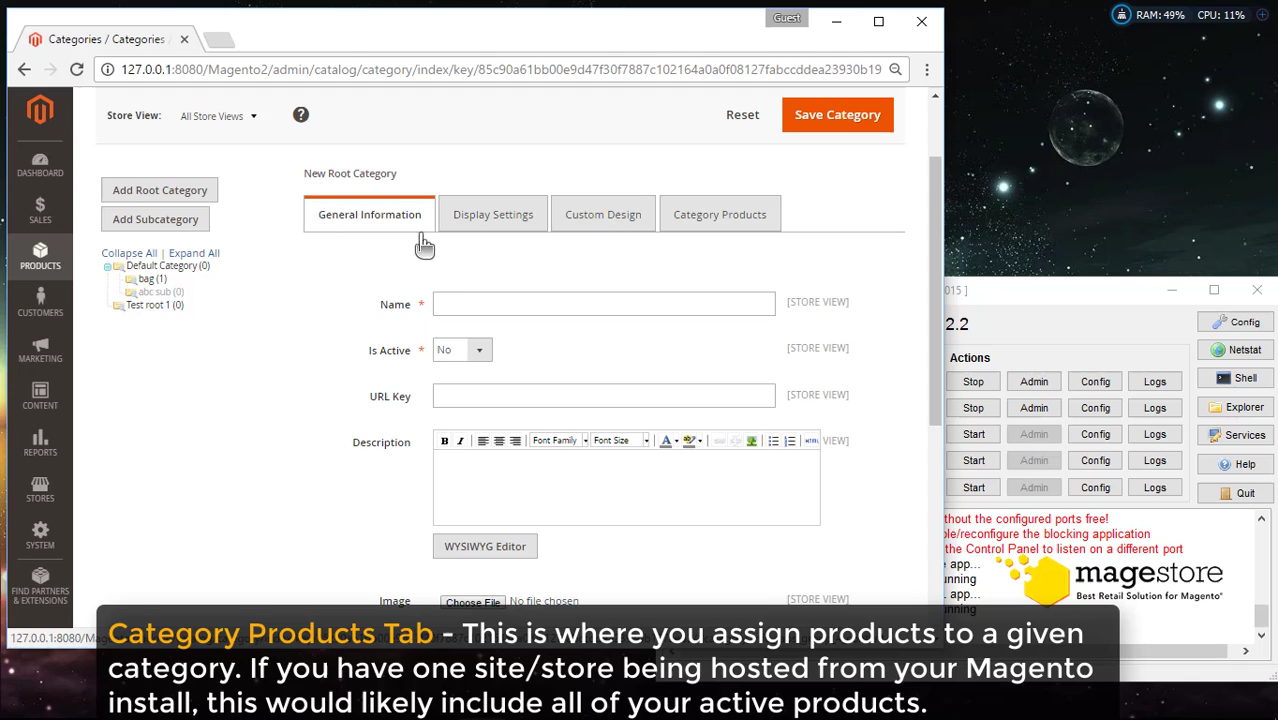 Guest
RAM: 49% CPU: 11%
Categories / Categories
127.0.0.1:8080/Magento2/admin/catalog/category/index/key/85c90a61bb00e9d47f30f7887c102164a0a0f08127fabccddea23930b19
Store View: All Store Views ?
Reset
Save Category
DASHBOARD
SALES
PRODUCTS
CUSTOMERS
MARKETING
CONTENT
REPORTS
STORES
SYSTEM
FIND PARTNERS
& EXTENSIONS
Add Root Category
Add Subcategory
Collapse All | Expand All
Default Category (0)
bag (1)
abc sub (0)
Test root 1 (0)
New Root Category
General Information
Display Settings
Custom Design
Category Products
Name * [STORE VIEW]
Is Active * No [STORE VIEW]
URL Key [STORE VIEW]
Description
B I Font Family Font Size A HTML VIEW]
WYSIWYG Editor
Image Choose File No file chosen [STORE VIEW]
015 ]
2.2
Config
Netstat
Shell
Explorer
Services
Help
Quit
Actions
Stop Admin Config Logs
Stop Admin Config Logs
Start Admin Config Logs
Start Admin Config Logs
Start Admin Config Logs
thout the configured ports free!
le/reconfigure the blocking application
the Control Panel to listen on a different port
e app...
unning
app...
unning
magestore
Best Retail Solution for Magento
Category Products Tab - This is where you assign products to a given
category. If you have one site/store being hosted from your Magento
install, this would likely include all of your active products.